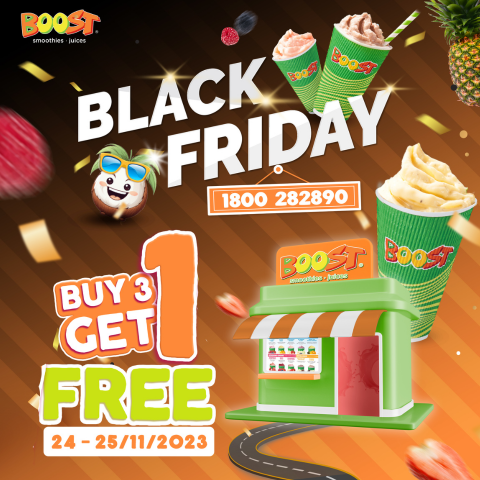 BOOST
smoothies · juices
BLACK
FRIDAY
BOOST
BOOST
1800 282890
BOOST
BOOST
smoothies · juices
BUY 3
GET 1
FREE
24 - 25/11/2023